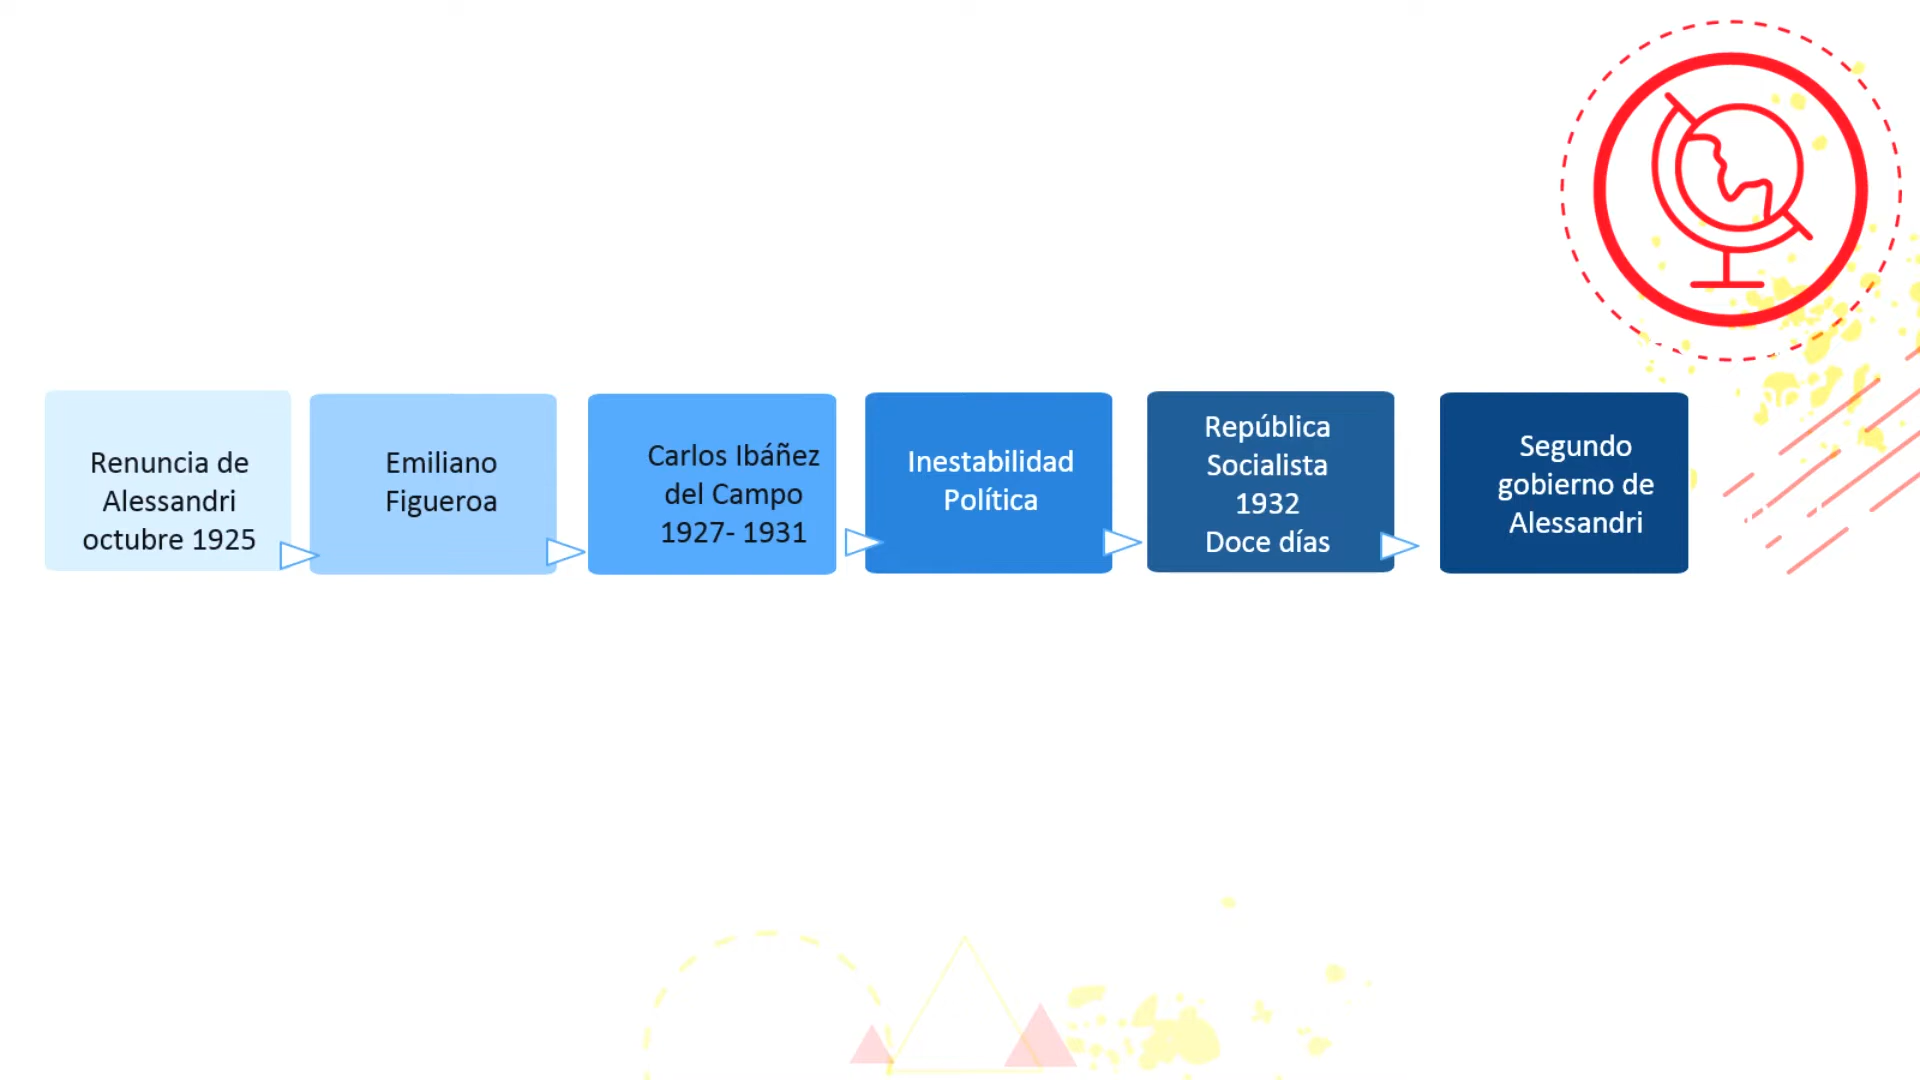 Renuncia de
Alessandri
octubre 1925
Emiliano
Figueroa
Carlos Ibáñez
del Campo
1927- 1931
Inestabilidad
Política
República
Socialista
1932
Doce días
Segundo
gobierno de
Alessandri